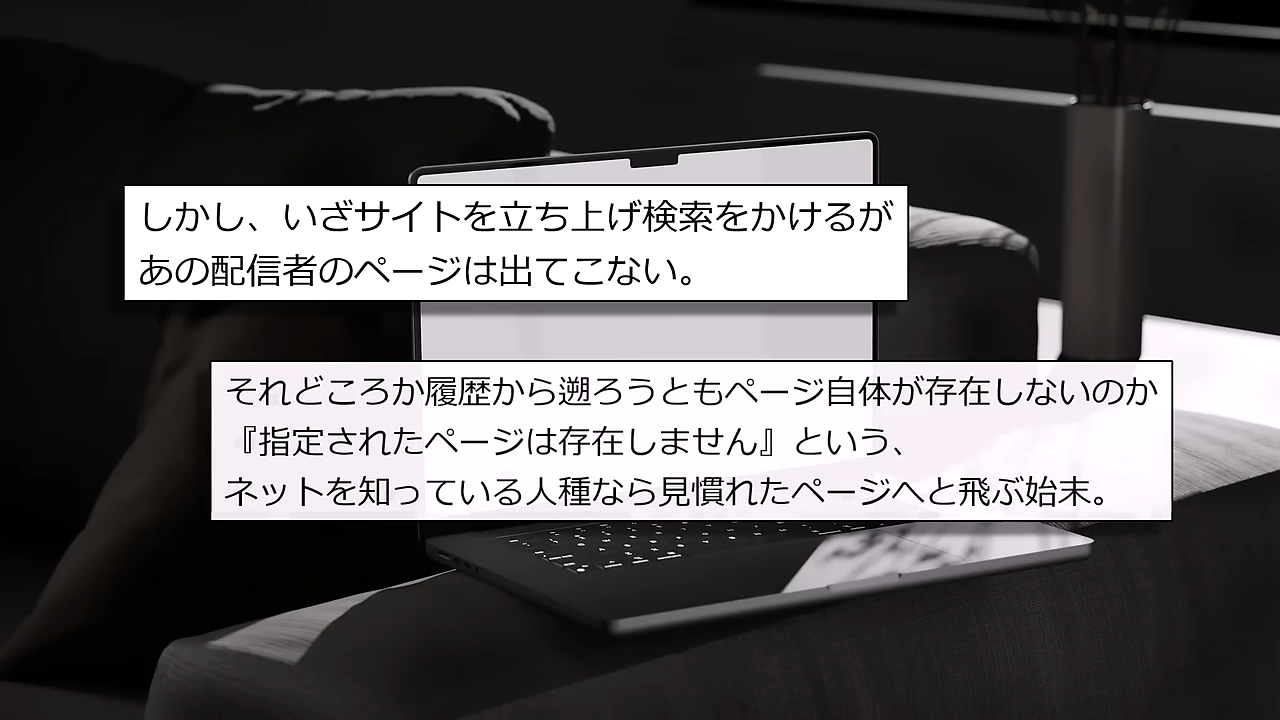 しかし、いざサイトを立ち上げ検索をかけるが
あの配信者のページは出てこない。
それどころか履歴から遡ろうともページ自体が存在しないのか
『指定されたページは存在しません』という、
ネットを知っている人種なら見慣れたページへと飛ぶ始末。